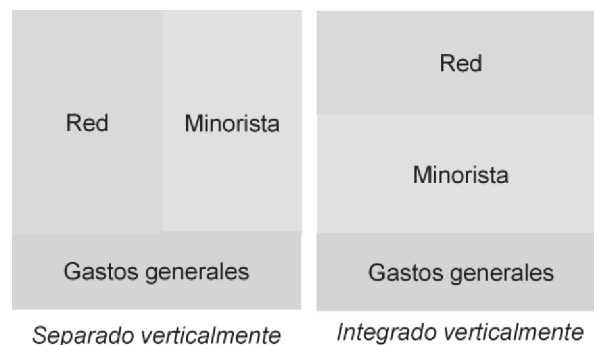 Red
Minorista
Gastos generales
Separado verticalmente
Red
Minorista
Gastos generales
Integrado verticalmente